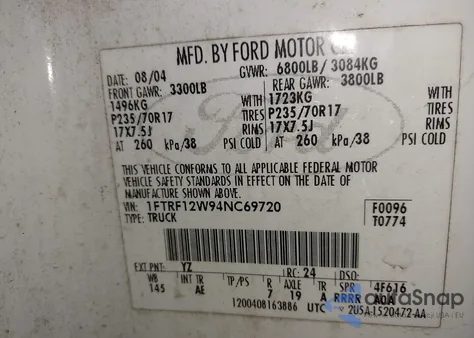 MFD. BY FORD MOTOR
DATE: 08/04 GVWR: 6800LB / 3084KG
FRONT GAWR: 3300LB REAR GAWR: 3800LB
1496KG WITH 1723KG WITH
P235/70R17 TIRES P235/70R17 TIRES
17X7.5J RIMS 17X7.5J RIMS
AT 260 kPa/38 PSI COLD AT 260 kPa/38 PSI COLD
THIS VEHICLE CONFORMS TO ALL APPLICABLE FEDERAL MOTOR
VEHICLE SAFETY STANDARDS IN EFFECT ON THE DATE OF
MANUFACTURE SHOWN ABOVE.
VIN: 1FTRF12W94NC69720 F0096
TYPE: TRUCK T0774
EXT PNT: YZ RC: 24 DSO:
WB INT TR TP/PS R AXLE TR SPR 4F616
145 AE 7 19 A RRRR A0A
1200408163886 UTC 2U5A-1520472-AA
Ford